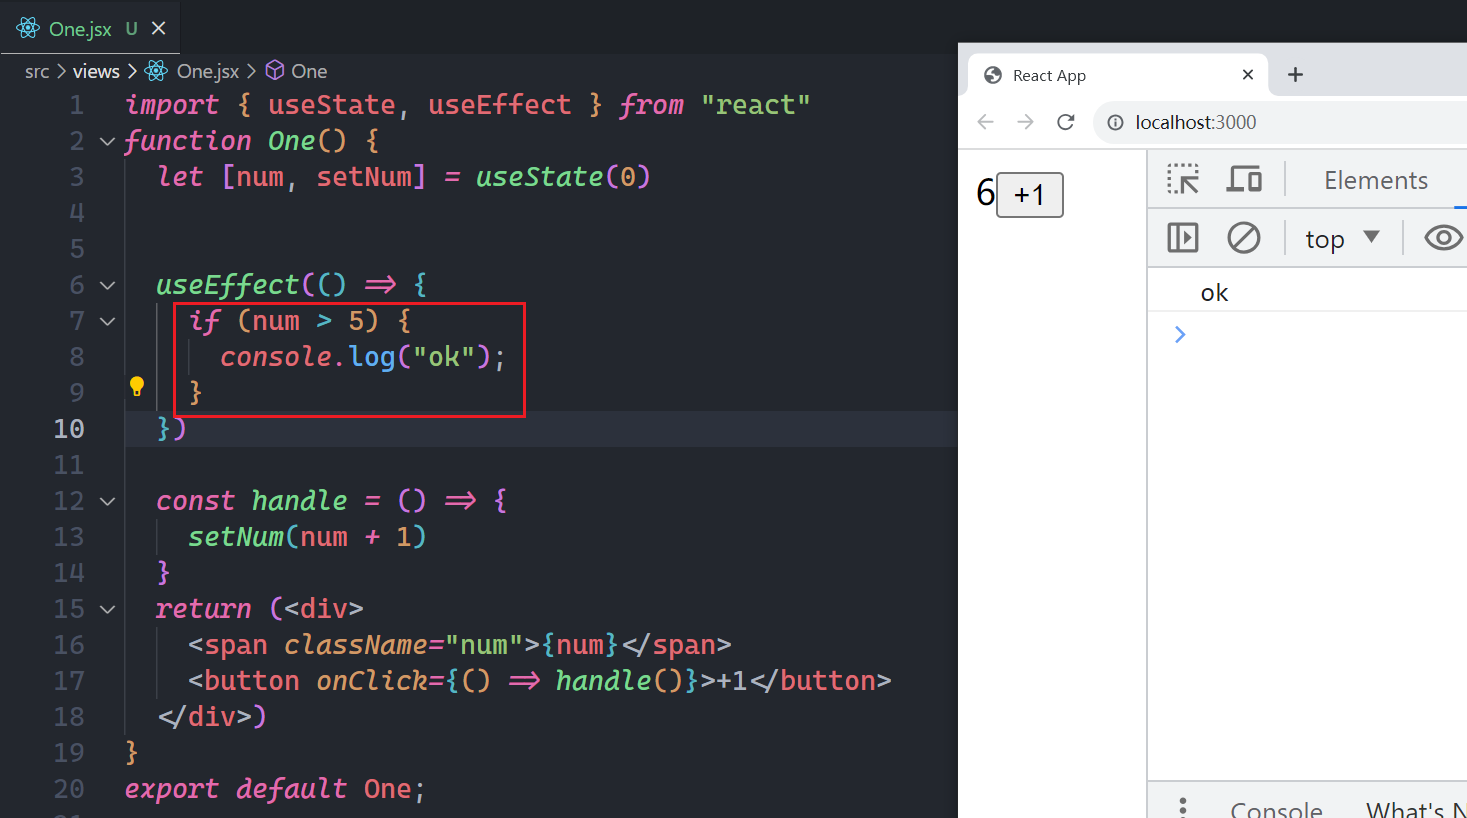 One.jsx U
src > views > One.jsx > One
1 import { useState, useEffect } from "react"
2 function One() {
3 let [num, setNum] = useState(0)
4
5
6 useEffect(() => {
7 if (num > 5) {
8 console.log("ok");
9 }
10 })
11
12 const handle = () => {
13 setNum(num + 1)
14 }
15 return (<div>
16 <span className="num">{num}</span>
17 <button onClick={() => handle()}>+1</button>
18 </div>)
19 }
20 export default One;
React App
localhost:3000
6 +1
Elements
top
ok
Console What's N